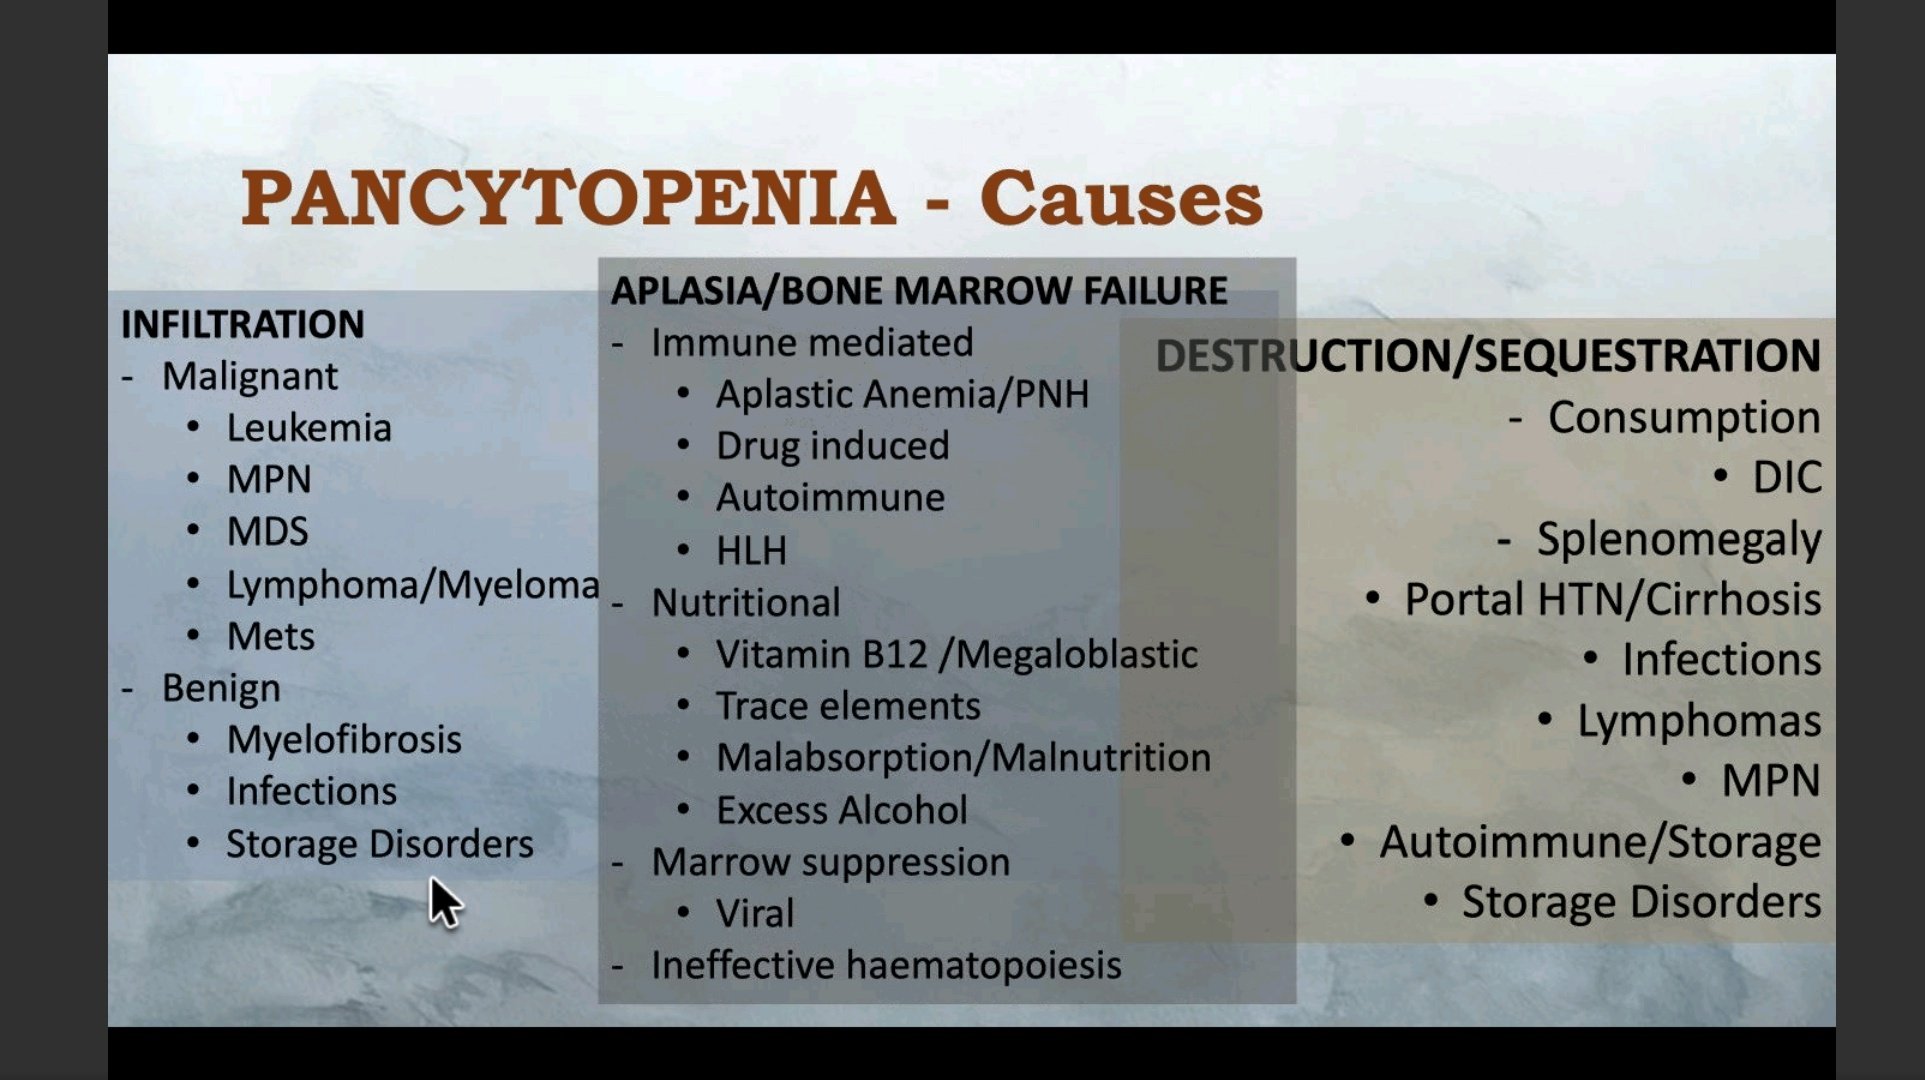 PANCYTOPENIA - Causes
INFILTRATION
- Malignant
• Leukemia
• MPN
• MDS
• Lymphoma/Myeloma
• Mets
- Benign
• Myelofibrosis
• Infections
• Storage Disorders
APLASIA/BONE MARROW FAILURE
- Immune mediated
• Aplastic Anemia/PNH
• Drug induced
• Autoimmune
• HLH
- Nutritional
• Vitamin B12 /Megaloblastic
• Trace elements
• Malabsorption/Malnutrition
• Excess Alcohol
- Marrow suppression
• Viral
- Ineffective haematopoiesis
DESTRUCTION/SEQUESTRATION
- Consumption
• DIC
- Splenomegaly
• Portal HTN/Cirrhosis
• Infections
• Lymphomas
• MPN
• Autoimmune/Storage
• Storage Disorders